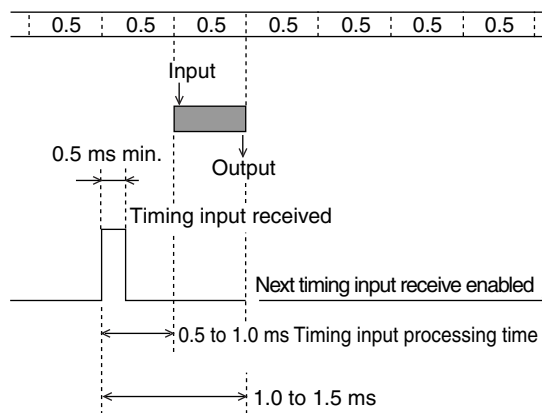 0.5 0.5 0.5 0.5 0.5 0.5 0.5
Input
0.5 ms min.
Output
Timing input received
Next timing input receive enabled
0.5 to 1.0 ms Timing input processing time
1.0 to 1.5 ms